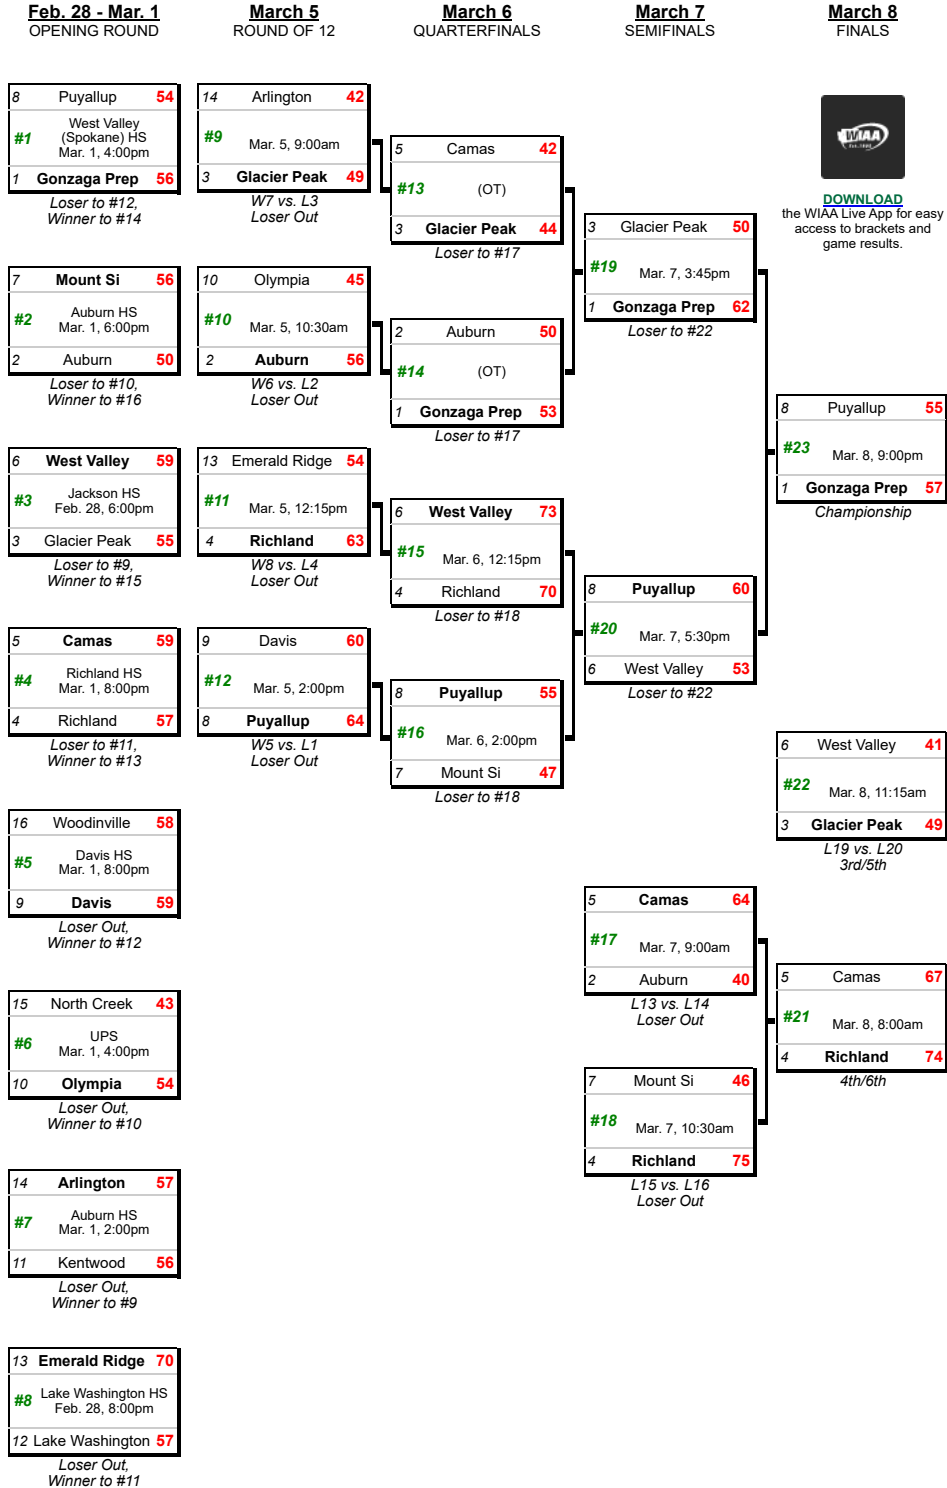 Feb. 28 - Mar. 1
OPENING ROUND
8 Puyallup 54
#1
West Valley
(Spokane) HS
Mar. 1, 4:00pm
1 Gonzaga Prep 56
Loser to #12,
Winner to #14
7 Mount Si 56
#2
Auburn HS
Mar. 1, 6:00pm
2 Auburn 50
Loser to #10,
Winner to #16
6 West Valley 59
#3
Jackson HS
Feb. 28, 6:00pm
3 Glacier Peak 55
Loser to #9,
Winner to #15
5 Camas 59
#4
Richland HS
Mar. 1, 8:00pm
4 Richland 57
Loser to #11,
Winner to #13
16 Woodinville 58
#5
Davis HS
Mar. 1, 8:00pm
9 Davis 59
Loser Out,
Winner to #12
15 North Creek 43
#6
UPS
Mar. 1, 4:00pm
10 Olympia 54
Loser Out,
Winner to #10
14 Arlington 57
#7
Auburn HS
Mar. 1, 2:00pm
11 Kentwood 56
Loser Out,
Winner to #9
13 Emerald Ridge 70
#8
Lake Washington HS
Feb. 28, 8:00pm
12 Lake Washington 57
Loser Out,
Winner to #11
March 5
ROUND OF 12
14 Arlington 42
#9
Mar. 5, 9:00am
3 Glacier Peak 49
W7 vs. L3
Loser Out
10 Olympia 45
#10
Mar. 5, 10:30am
2 Auburn 56
W6 vs. L2
Loser Out
13 Emerald Ridge 54
#11
Mar. 5, 12:15pm
4 Richland 63
W8 vs. L4
Loser Out
9 Davis 60
#12
Mar. 5, 2:00pm
8 Puyallup 64
W5 vs. L1
Loser Out
March 6
QUARTERFINALS
5 Camas 42
#13 (OT)
3 Glacier Peak 44
Loser to #17
2 Auburn 50
#14 (OT)
1 Gonzaga Prep 53
Loser to #17
6 West Valley 73
#15
Mar. 6, 12:15pm
4 Richland 70
Loser to #18
8 Puyallup 55
#16
Mar. 6, 2:00pm
7 Mount Si 47
Loser to #18
March 7
SEMIFINALS
3 Glacier Peak 50
#19
Mar. 7, 3:45pm
1 Gonzaga Prep 62
Loser to #22
8 Puyallup 60
#20
Mar. 7, 5:30pm
6 West Valley 53
Loser to #22
5 Camas 64
#17
Mar. 7, 9:00am
2 Auburn 40
L13 vs. L14
Loser Out
7 Mount Si 46
#18
Mar. 7, 10:30am
4 Richland 75
L15 vs. L16
Loser Out
March 8
FINALS
WIAA
DOWNLOAD
the WIAA Live App for easy
access to brackets and
game results.
8 Puyallup 55
#23
Mar. 8, 9:00pm
1 Gonzaga Prep 57
Championship
6 West Valley 41
#22
Mar. 8, 11:15am
3 Glacier Peak 49
L19 vs. L20
3rd/5th
5 Camas 67
#21
Mar. 8, 8:00am
4 Richland 74
4th/6th